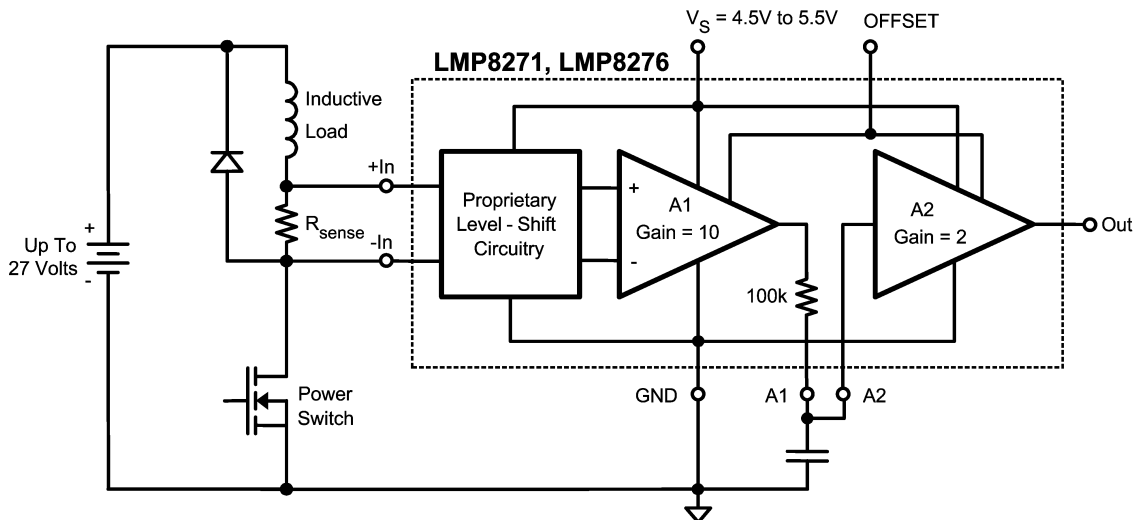 V_S = 4.5V to 5.5V
OFFSET
LMP8271, LMP8276
Inductive
Load
+In
R_sense
-In
Proprietary
Level - Shift
Circuitry
+
-
A1
Gain = 10
A2
Gain = 2
Out
+
Up To
27 Volts
-
100k
Power
Switch
GND
A1
A2